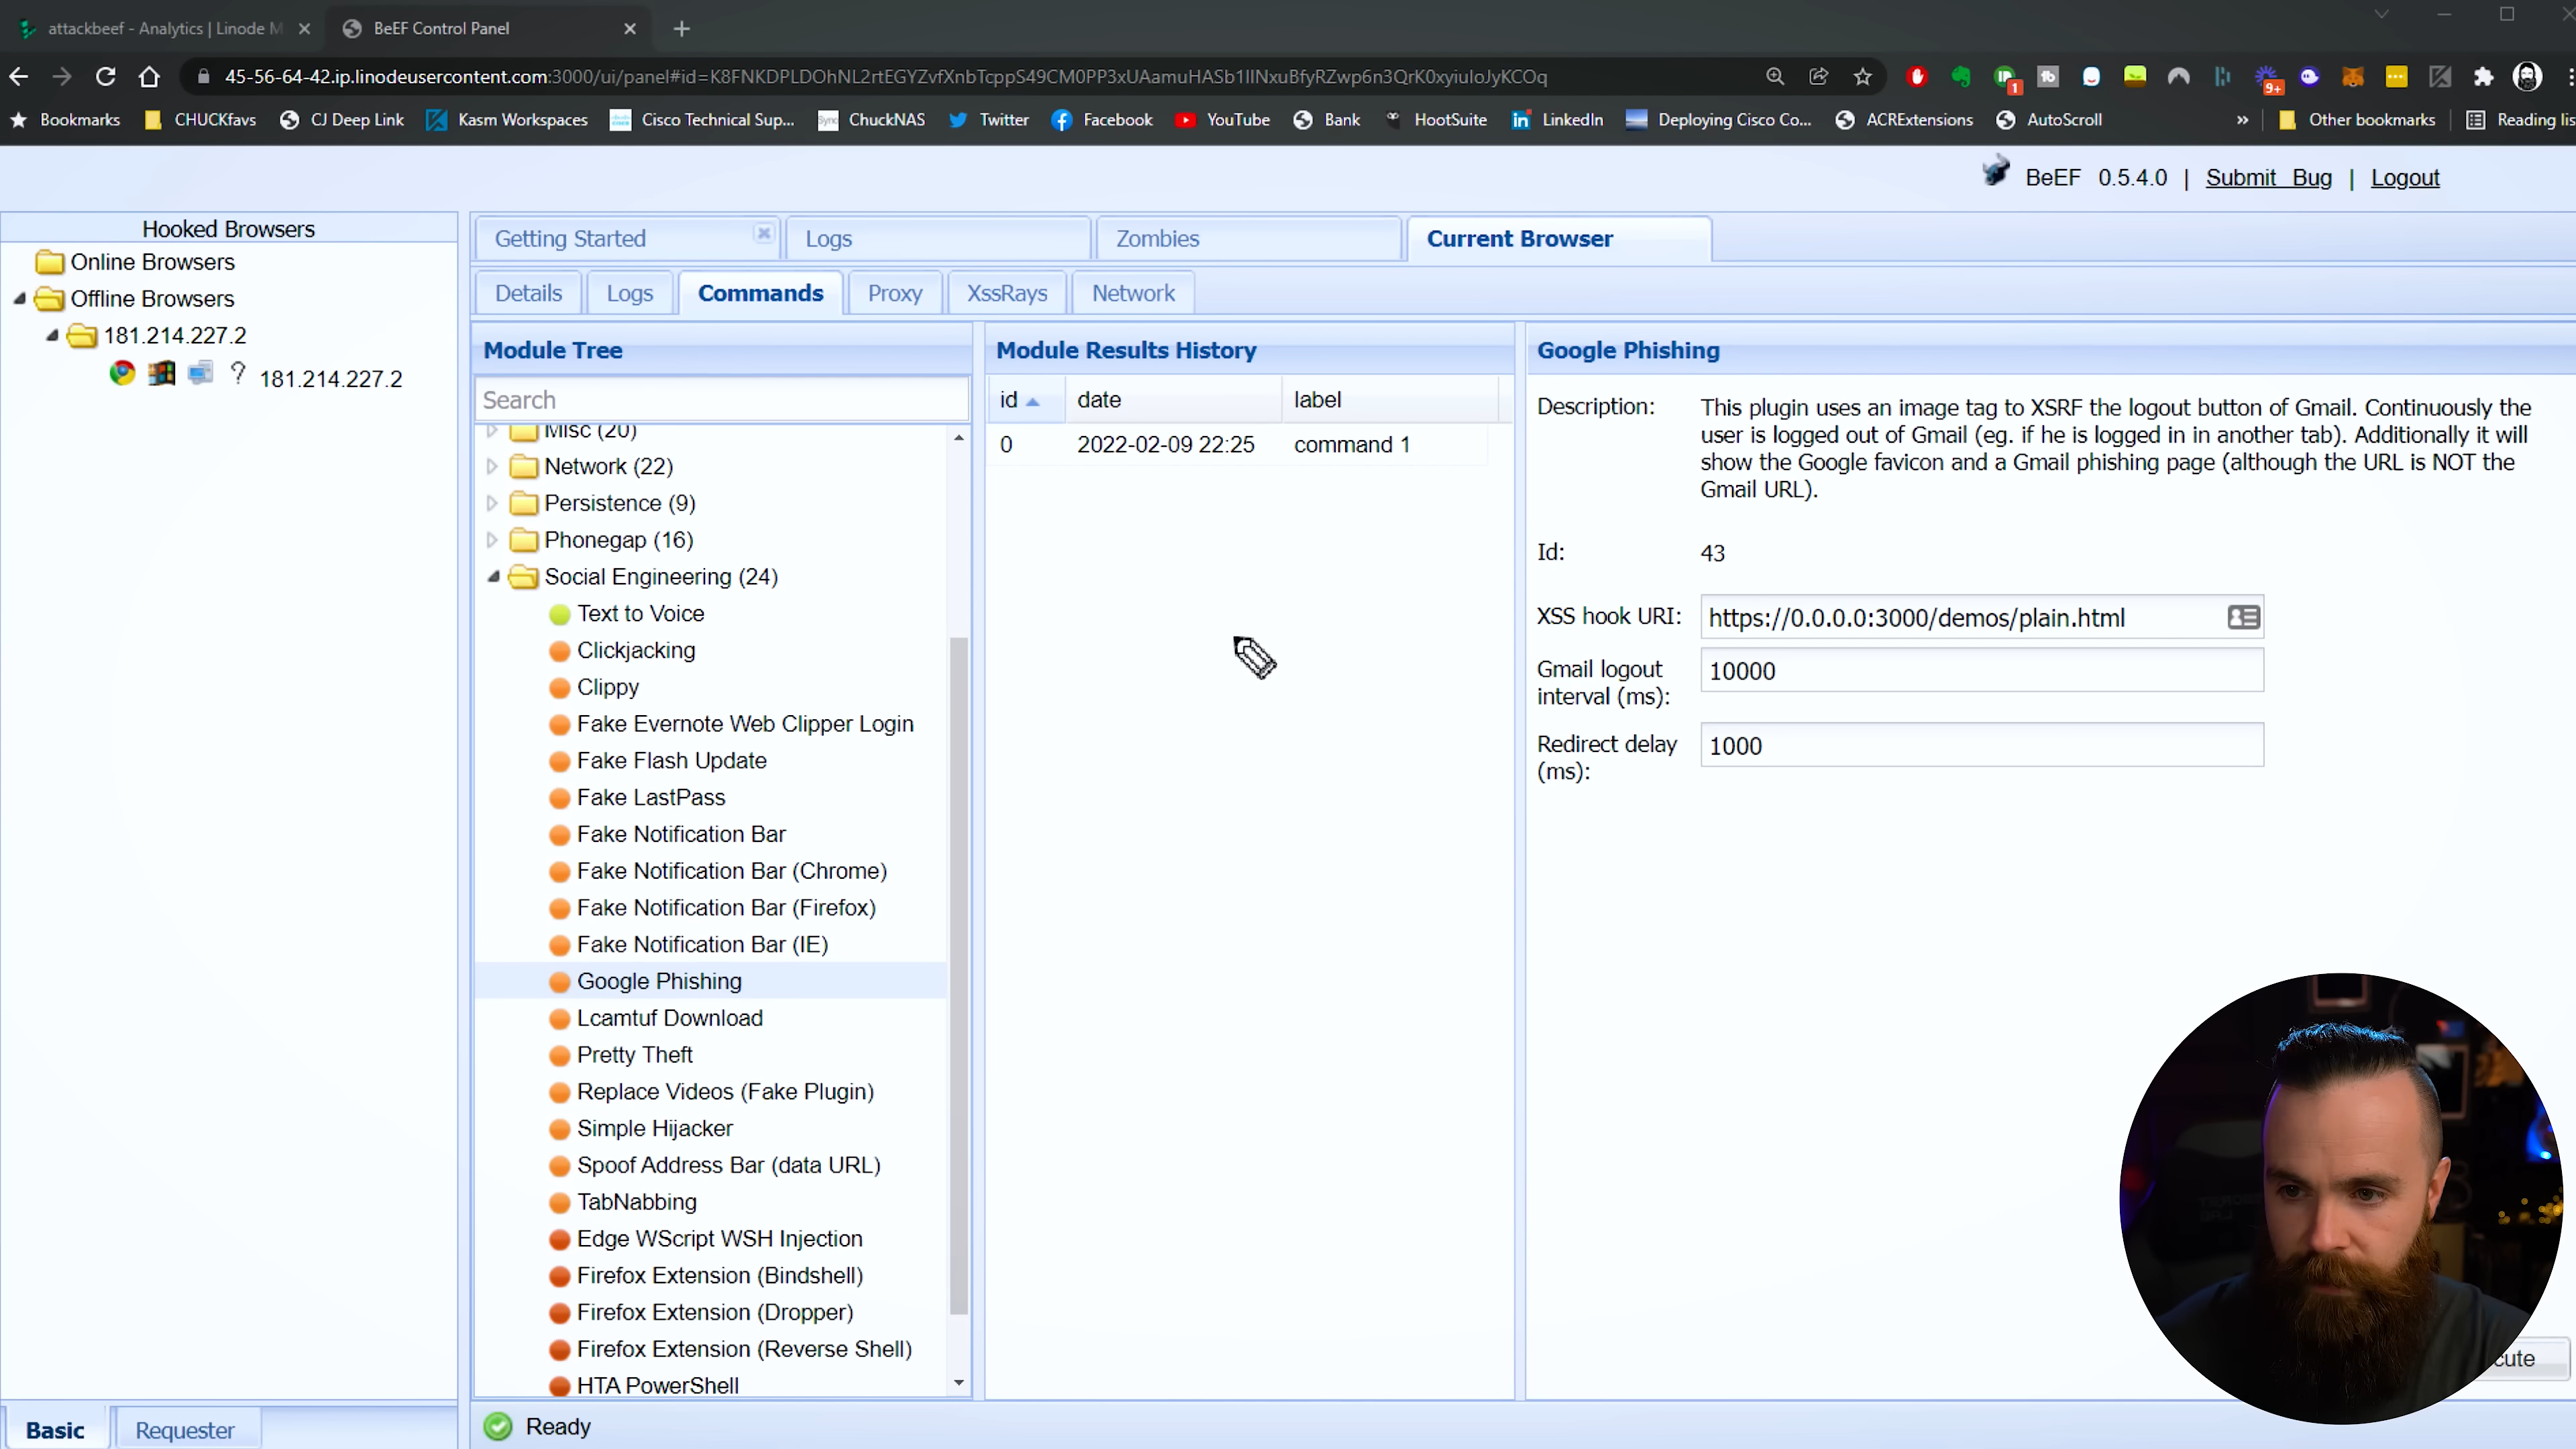 attackbeef - Analytics | Linode M
BeEF Control Panel
45-56-64-42.ip.linodeusercontent.com:3000/ui/panel#id=K8FNKDPLDOhNL2rtEGYZvfXnbTcppS49CM0PP3xUAamuHASb1IINxuBfyRZwp6n3QrK0xyiuIoJyKCOq
1
9+
Bookmarks
CHUCKfavs
CJ Deep Link
Kasm Workspaces
Cisco Technical Sup...
ChuckNAS
Twitter
Facebook
YouTube
Bank
HootSuite
LinkedIn
Deploying Cisco Co...
ACRExtensions
AutoScroll
»
Other bookmarks
Reading lis
BeEF 0.5.4.0 | Submit Bug | Logout
Hooked Browsers
Online Browsers
Offline Browsers
181.214.227.2
? 181.214.227.2
Basic
Requester
Getting Started
Logs
Zombies
Current Browser
Details
Logs
Commands
Proxy
XssRays
Network
Module Tree
Search
Misc (20)
Network (22)
Persistence (9)
Phonegap (16)
Social Engineering (24)
Text to Voice
Clickjacking
Clippy
Fake Evernote Web Clipper Login
Fake Flash Update
Fake LastPass
Fake Notification Bar
Fake Notification Bar (Chrome)
Fake Notification Bar (Firefox)
Fake Notification Bar (IE)
Google Phishing
Lcamtuf Download
Pretty Theft
Replace Videos (Fake Plugin)
Simple Hijacker
Spoof Address Bar (data URL)
TabNabbing
Edge WScript WSH Injection
Firefox Extension (Bindshell)
Firefox Extension (Dropper)
Firefox Extension (Reverse Shell)
HTA PowerShell
Module Results History
id date label
0 2022-02-09 22:25 command 1
Google Phishing
Description: This plugin uses an image tag to XSRF the logout button of Gmail. Continuously the
user is logged out of Gmail (eg. if he is logged in in another tab). Additionally it will
show the Google favicon and a Gmail phishing page (although the URL is NOT the
Gmail URL).
Id: 43
XSS hook URI: https://0.0.0.0:3000/demos/plain.html
Gmail logout
interval (ms): 10000
Redirect delay
(ms): 1000
cute
Ready